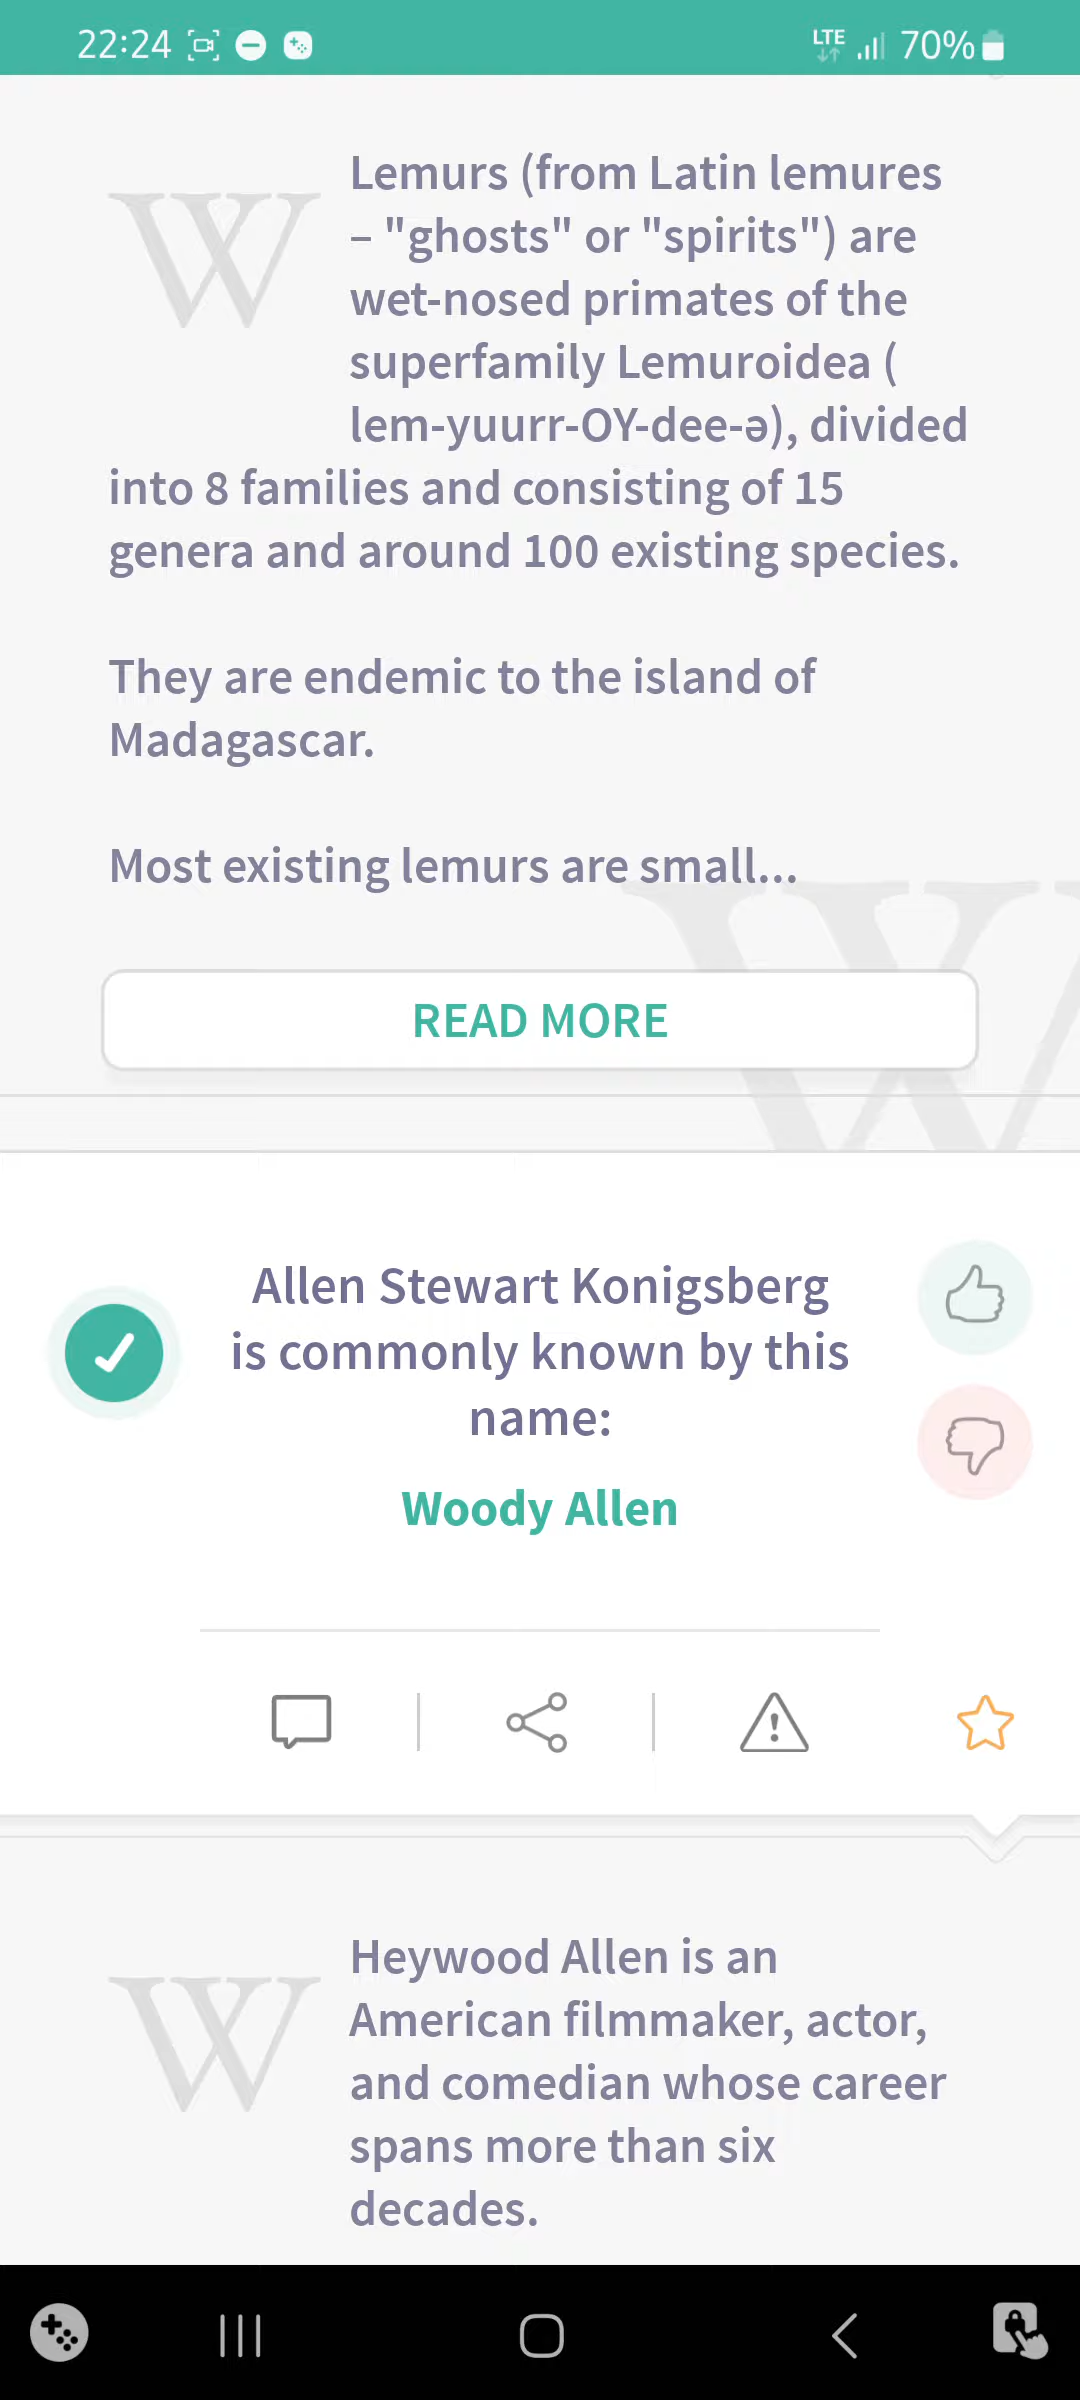 22:24 LTE 70%
Lemurs (from Latin lemures
– "ghosts" or "spirits") are
wet-nosed primates of the
superfamily Lemuroidea (
lem-yuurr-OY-dee-ə), divided
into 8 families and consisting of 15
genera and around 100 existing species.
They are endemic to the island of
Madagascar.
Most existing lemurs are small...
READ MORE
Allen Stewart Konigsberg
is commonly known by this
name:
Woody Allen
W
Heywood Allen is an
American filmmaker, actor,
and comedian whose career
spans more than six
decades.